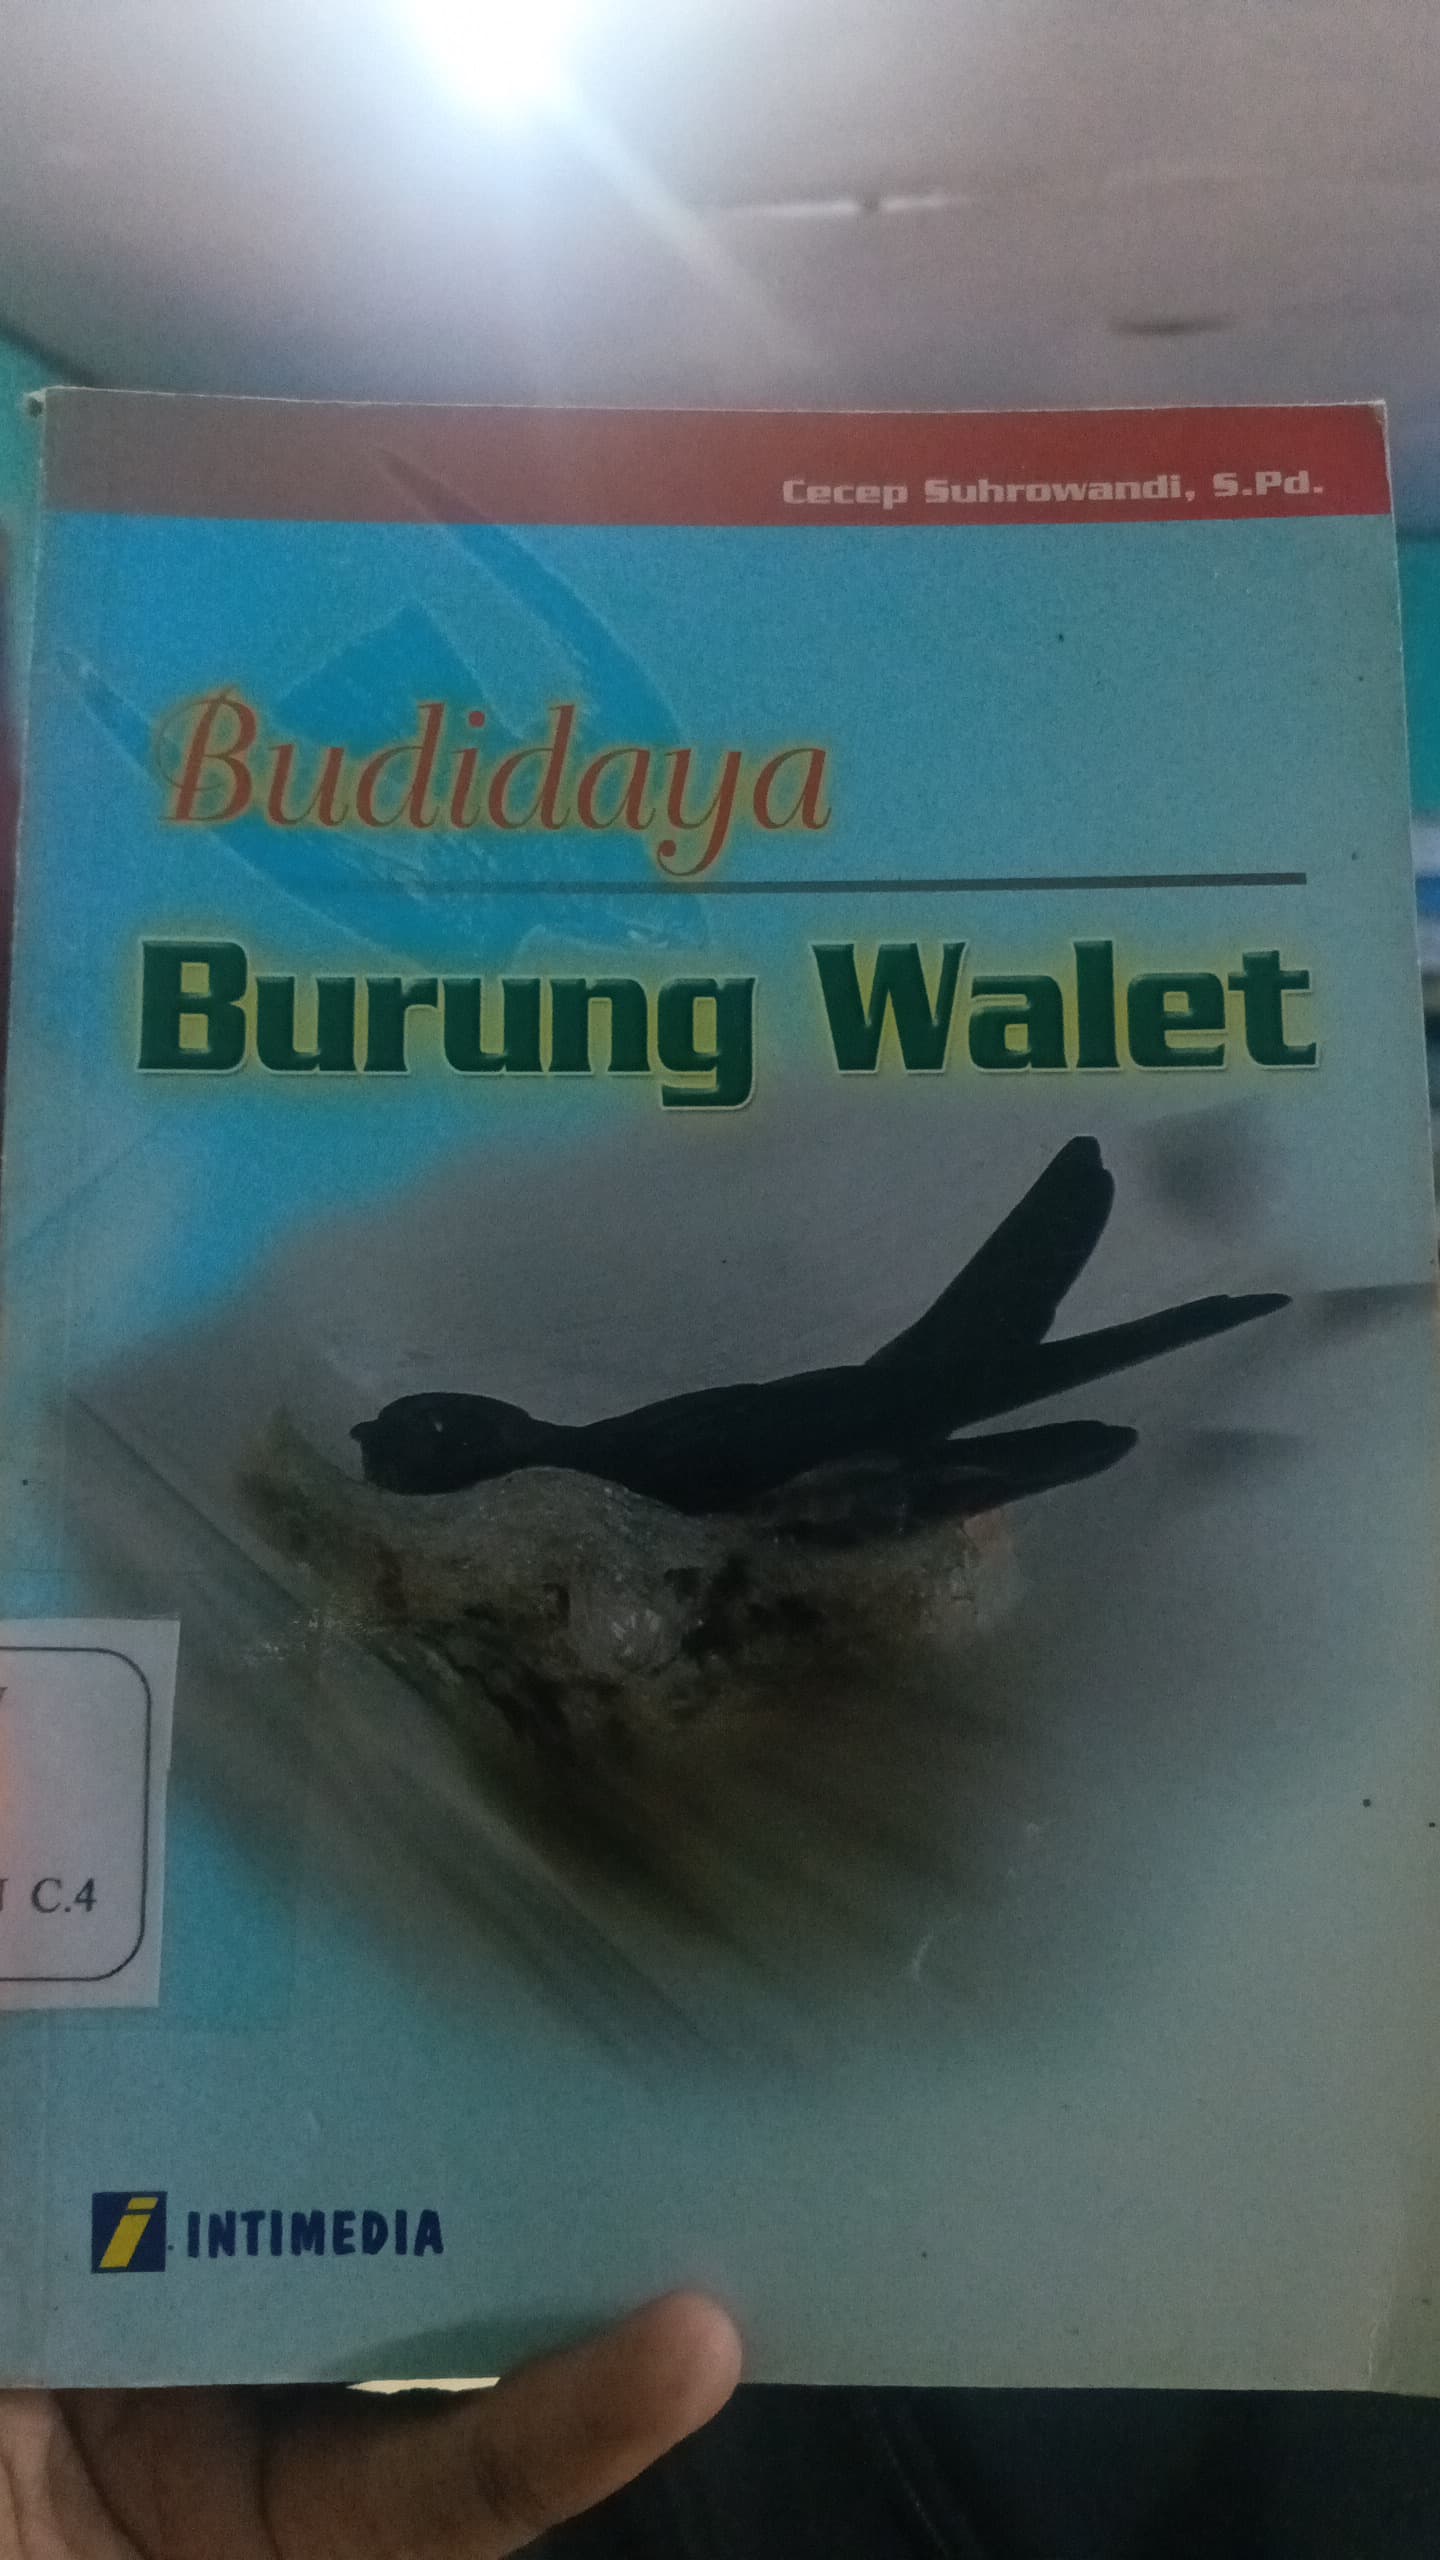 Cecep Suhrowandi, S.Pd.
Budidaya
Burung Walet
C.4
INTIMEDIA